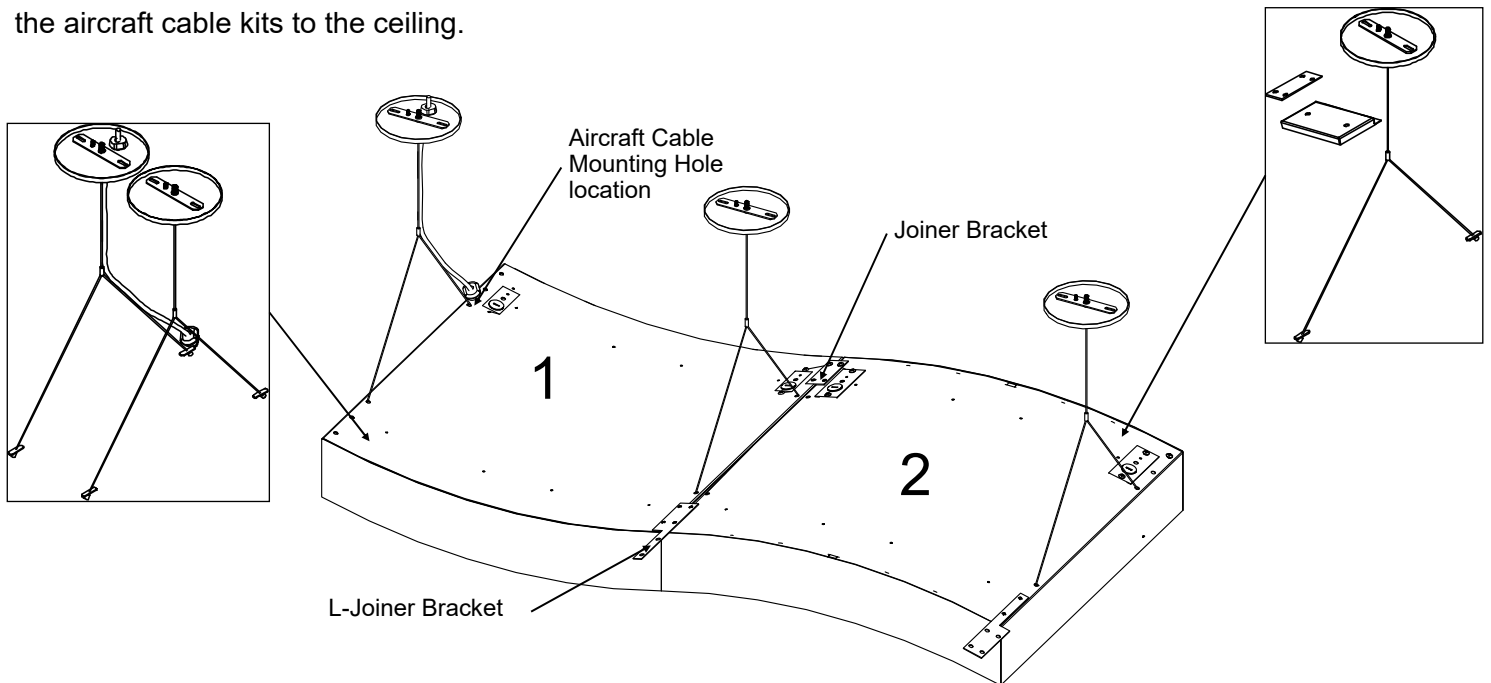 the aircraft cable kits to the ceiling.
Aircraft Cable
Mounting Hole
location
Joiner Bracket
1
2
L-Joiner Bracket